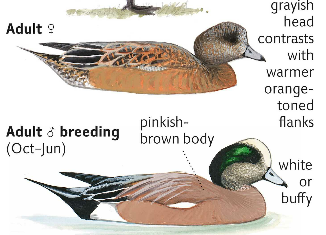 grayish
head
contrasts
with
warmer
orange-
toned
flanks
Adult ♀
Adult ♂ breeding
(Oct–Jun)
pinkish-
brown body
white
or
buffy